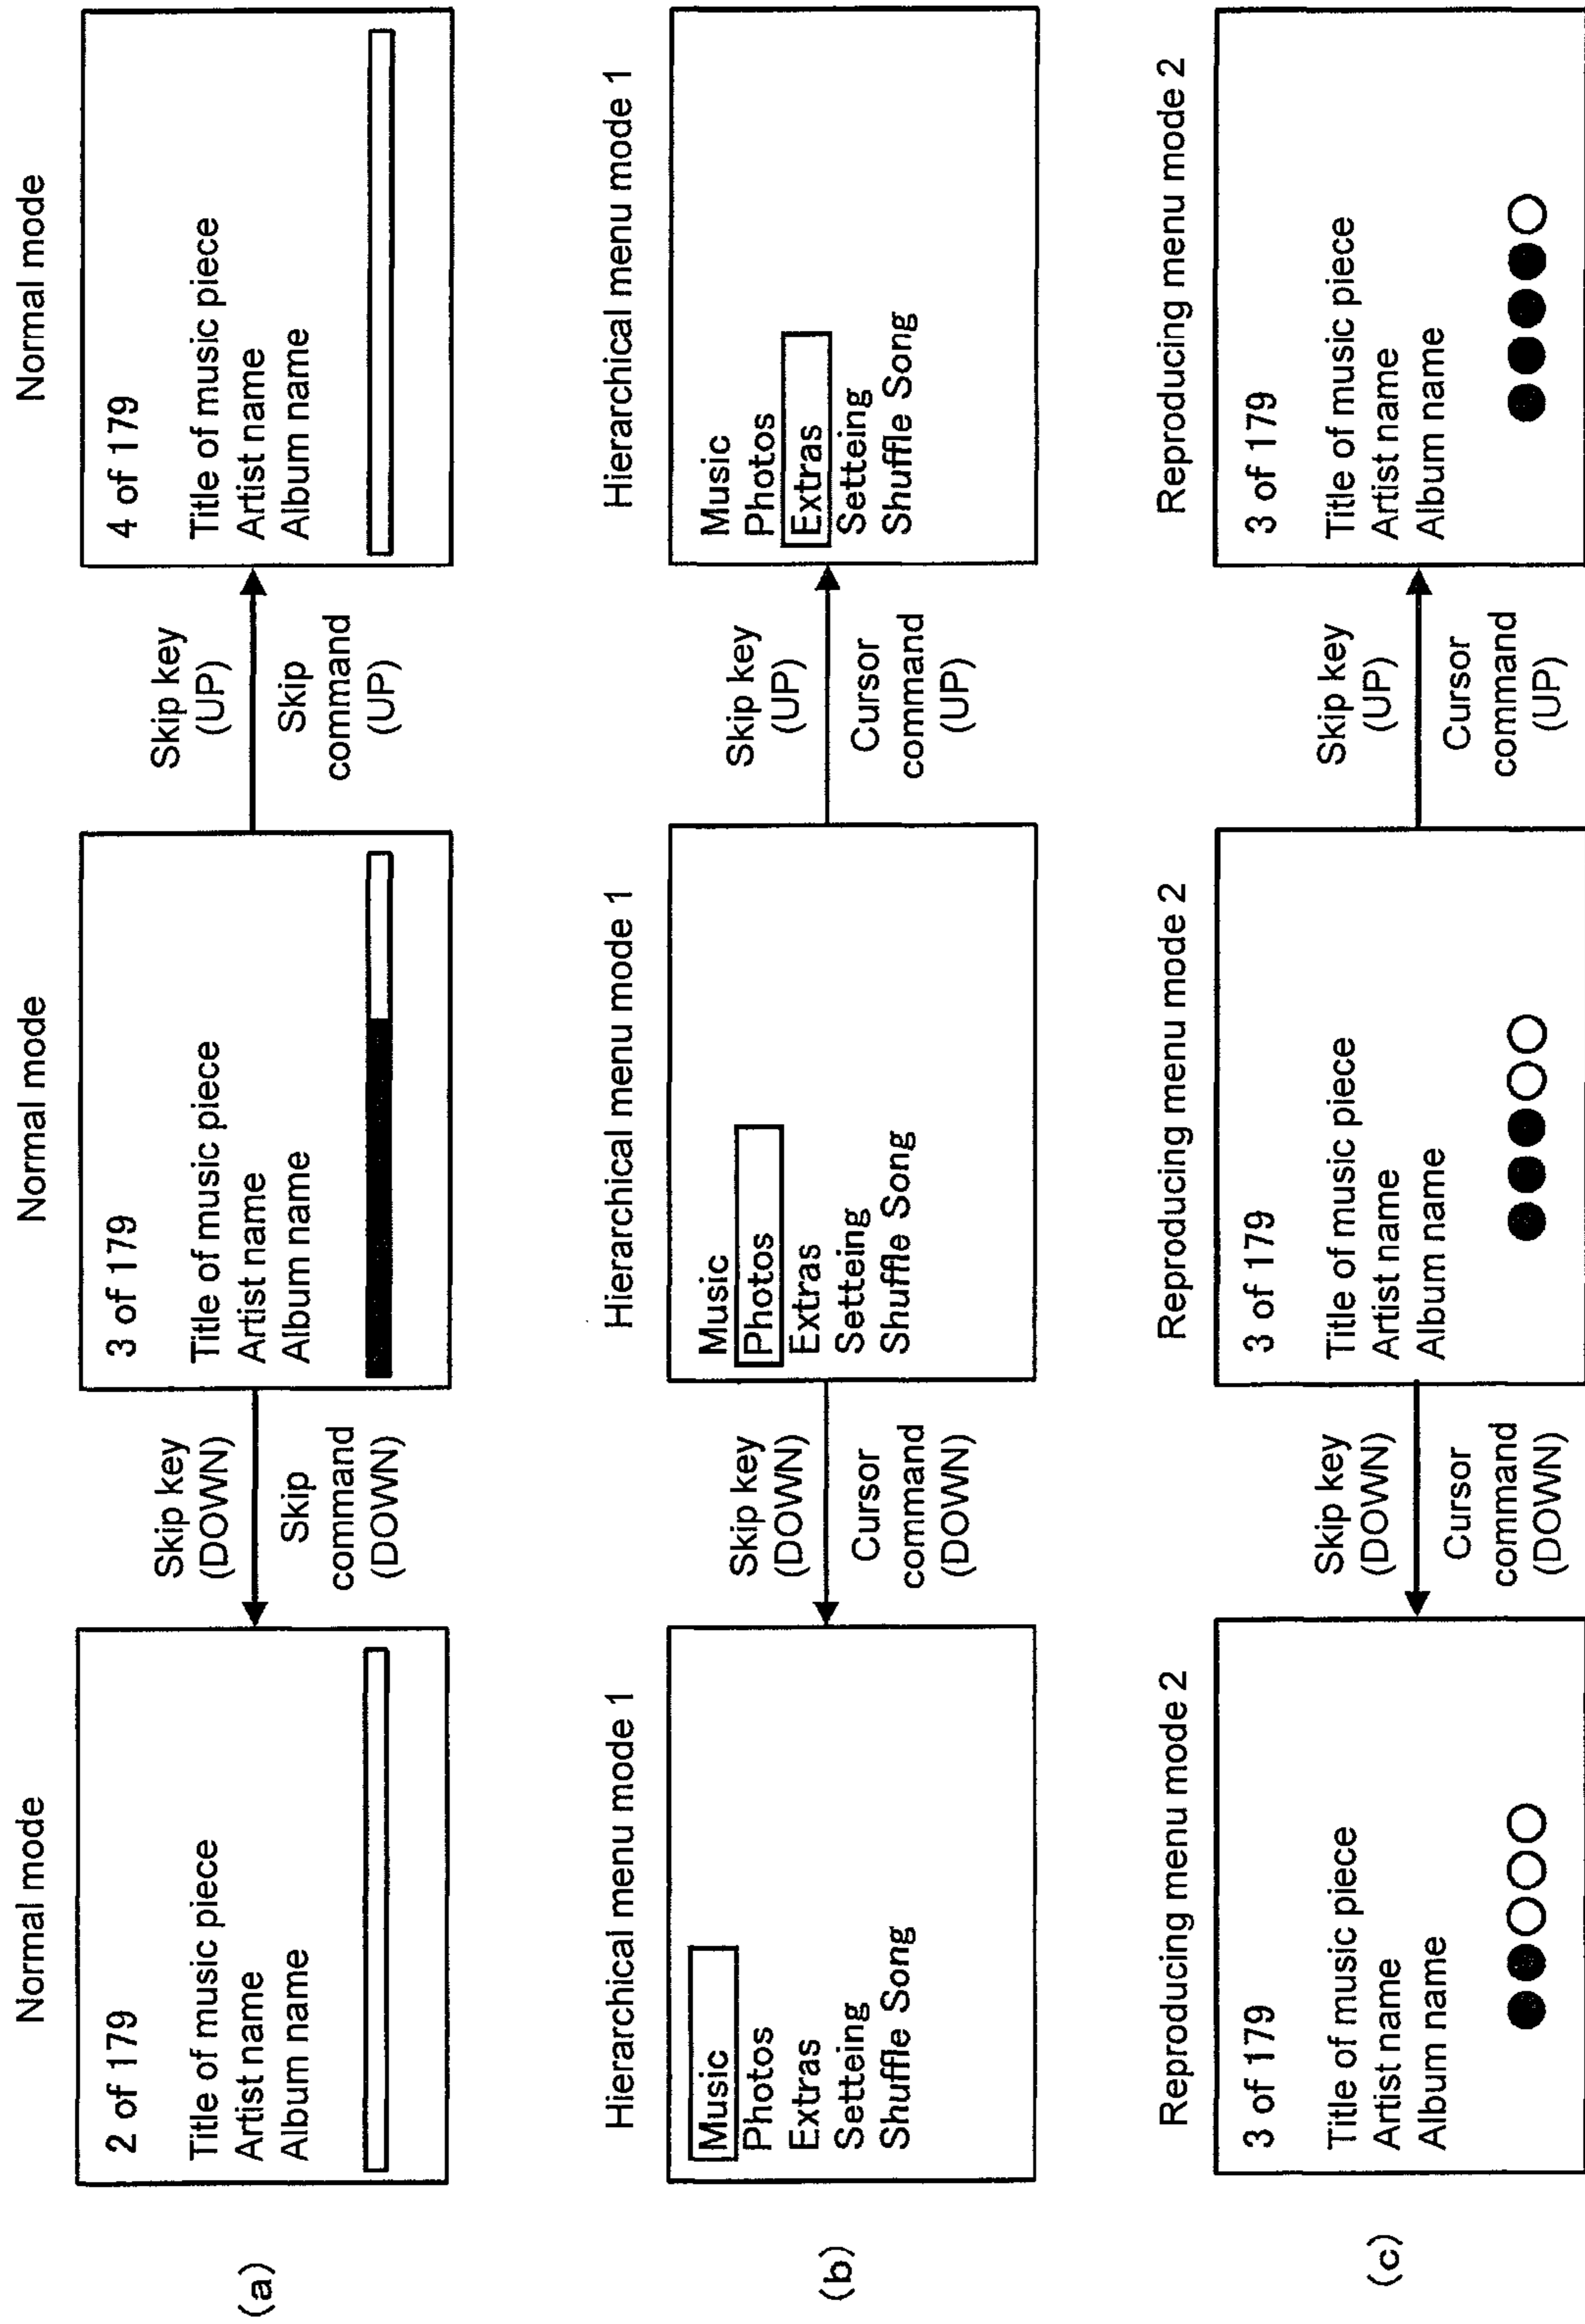 (a)
Normal mode
2 of 179
Title of music piece
Artist name
Album name
Skip key
(DOWN)
Skip
command
(DOWN)
Normal mode
3 of 179
Title of music piece
Artist name
Album name
Skip key
(UP)
Skip
command
(UP)
Normal mode
4 of 179
Title of music piece
Artist name
Album name
(b)
Hierarchical menu mode 1
Music
Photos
Extras
Setteing
Shuffle Song
Skip key
(DOWN)
Cursor
command
(DOWN)
Hierarchical menu mode 1
Music
Photos
Extras
Setteing
Shuffle Song
Skip key
(UP)
Cursor
command
(UP)
Hierarchical menu mode 1
Music
Photos
Extras
Setteing
Shuffle Song
(c)
Reproducing menu mode 2
3 of 179
Title of music piece
Artist name
Album name
Skip key
(DOWN)
Cursor
command
(DOWN)
Reproducing menu mode 2
3 of 179
Title of music piece
Artist name
Album name
Skip key
(UP)
Cursor
command
(UP)
Reproducing menu mode 2
3 of 179
Title of music piece
Artist name
Album name